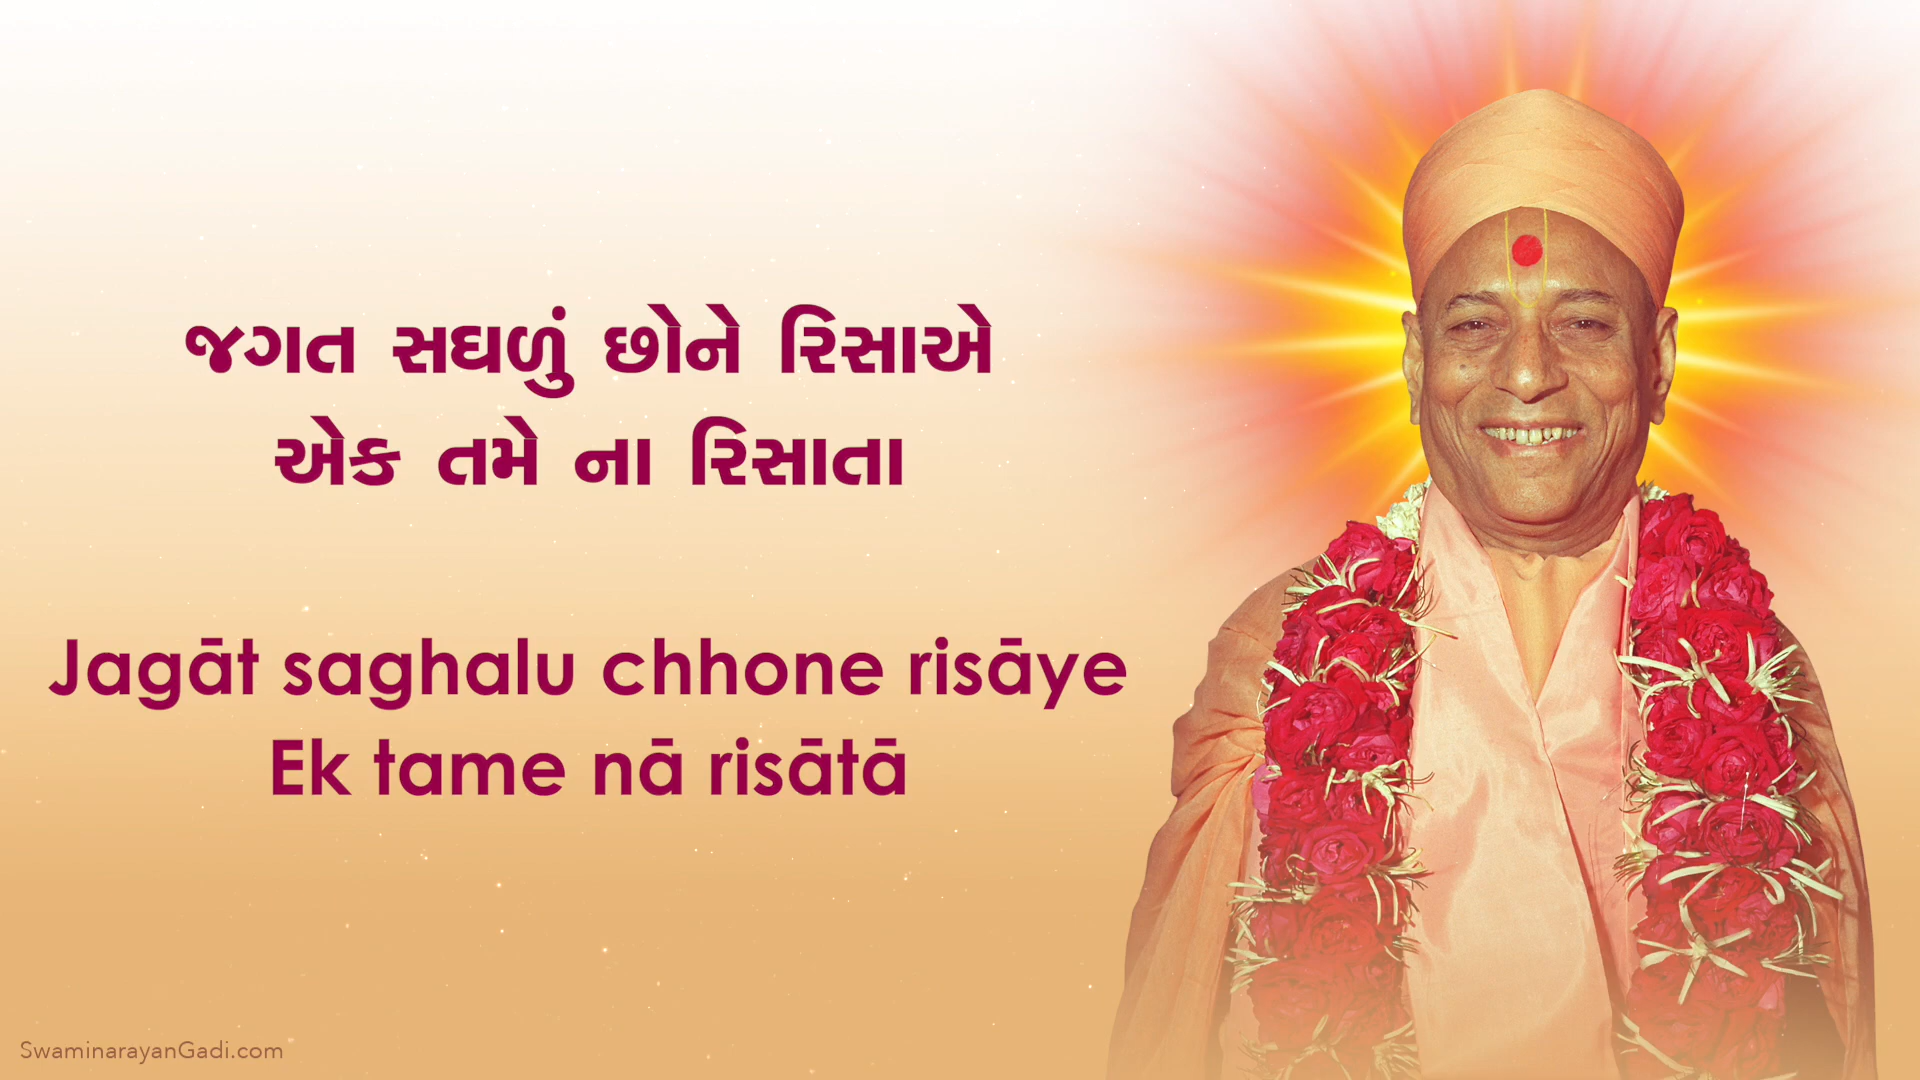 જગત સઘળું છોને રિસાએ
એક તમે ના રિસાતા
Jagāt saghalu chhone risāye
Ek tame nā risātā
SwaminarayanGadi.com